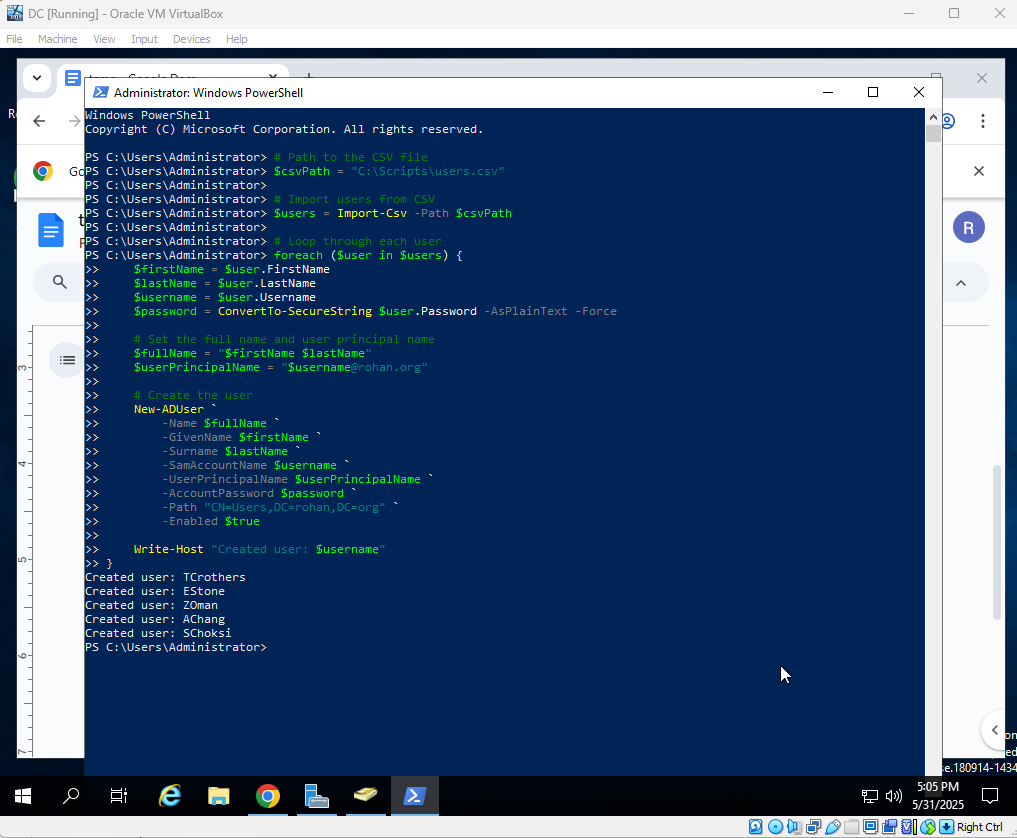 DC [Running] - Oracle VM VirtualBox
File Machine View Input Devices Help
Administrator: Windows PowerShell
Windows PowerShell
Copyright (C) Microsoft Corporation. All rights reserved.
PS C:\Users\Administrator> # Path to the CSV file
PS C:\Users\Administrator> $csvPath = "C:\Scripts\users.csv"
PS C:\Users\Administrator>
PS C:\Users\Administrator> # Import users from CSV
PS C:\Users\Administrator> $users = Import-Csv -Path $csvPath
PS C:\Users\Administrator>
PS C:\Users\Administrator> # Loop through each user
PS C:\Users\Administrator> foreach ($user in $users) {
>>     $firstName = $user.FirstName
>>     $lastName = $user.LastName
>>     $username = $user.Username
>>     $password = ConvertTo-SecureString $user.Password -AsPlainText -Force
>>
>>     # Set the full name and user principal name
>>     $fullName = "$firstName $lastName"
>>     $userPrincipalName = "$username@rohan.org"
>>
>>     # Create the user
>>     New-ADUser `
>>         -Name $fullName `
>>         -GivenName $firstName `
>>         -Surname $lastName `
>>         -SamAccountName $username `
>>         -UserPrincipalName $userPrincipalName `
>>         -AccountPassword $password `
>>         -Path "CN=Users,DC=rohan,DC=org" `
>>         -Enabled $true
>>
>>     Write-Host "Created user: $username"
>> }
Created user: TCrothers
Created user: EStone
Created user: ZOman
Created user: AChang
Created user: SChoksi
PS C:\Users\Administrator>
R
3
4
5
6
7
se.180914-1434
5:05 PM
5/31/2025
Right Ctrl